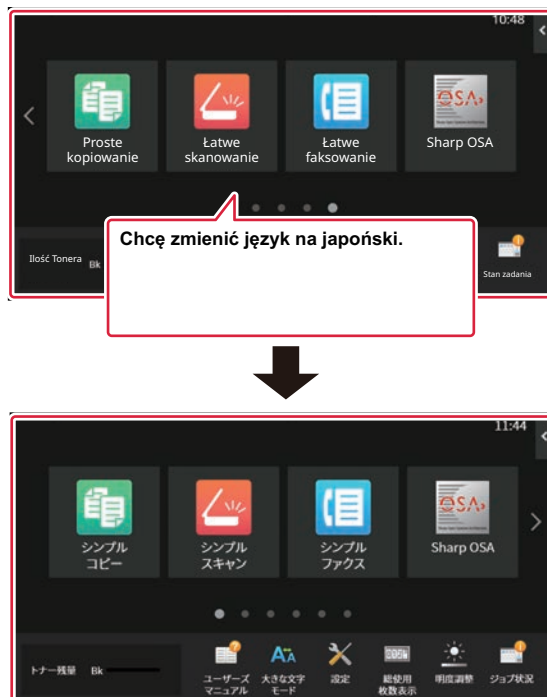 10:48
Proste
kopiowanie
Łatwe
skanowanie
Łatwe
faksowanie
Sharp OSA
Chcę zmienić język na japoński.
Ilość Tonera
Bk
Stan zadania
11:44
シンプル
コピー
シンプル
スキャン
シンプル
ファクス
Sharp OSA
トナー残量 Bk
ユーザーズ
マニュアル
大きな文字
モード
設定
総使用
枚数表示
明度調整
ジョブ状況